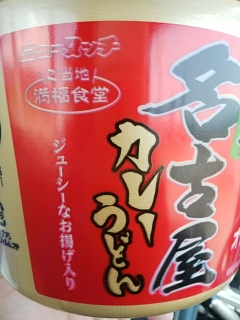 ニュータッチ
ご当地
満福食堂
名古屋
カレーうどん
ジューシーなお揚げ入り